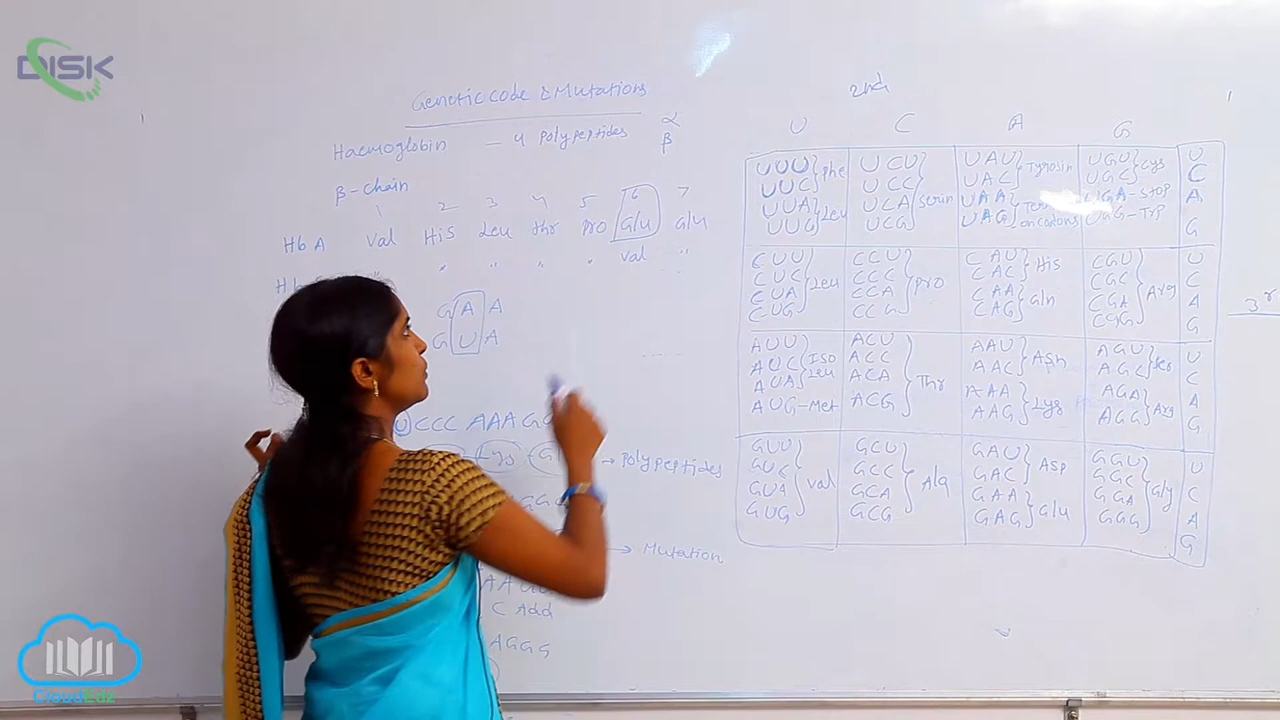 DISK
Genetic code & Mutations
Haemoglobin — 4 polypeptides α
β
β-chain
1 2 3 4 5 6 7
Hb A Val His Leu thr pro Glu Glu
" " " " val "
G A A
G U A
U CCC AAA G
→ polypeptides
→ Mutation
C Add
AGGG
2nd
U C A G
UUU UUC } phe
UUA UUG } Leu
UCU UCC UCA UCG } serin
UAU UAC } Tyrosin
UAA UAG
UGU UGC } cys
UGA - stop
UGG - Trp
U C A G
CUU CUC CUA CUG } Leu
CCU CCC CCA CCG } pro
CAU CAC } His
CAA CAG } Gln
CGU CGC CGA CGG } Arg
U C A G
AUU AUC AUA } Iso Leu
AUG - Met
ACU ACC ACA ACG } Thr
AAU AAC } Asn
AAA AAG } Lys
AGU AGC } ser
AGA AGG } Arg
U C A G
GUU GUC GUA GUG } val
GCU GCC GCA GCG } Ala
GAU GAC } Asp
GAA GAG } Glu
GGU GGC GGA GGG } Gly
U C A G
3r
CloudEdz